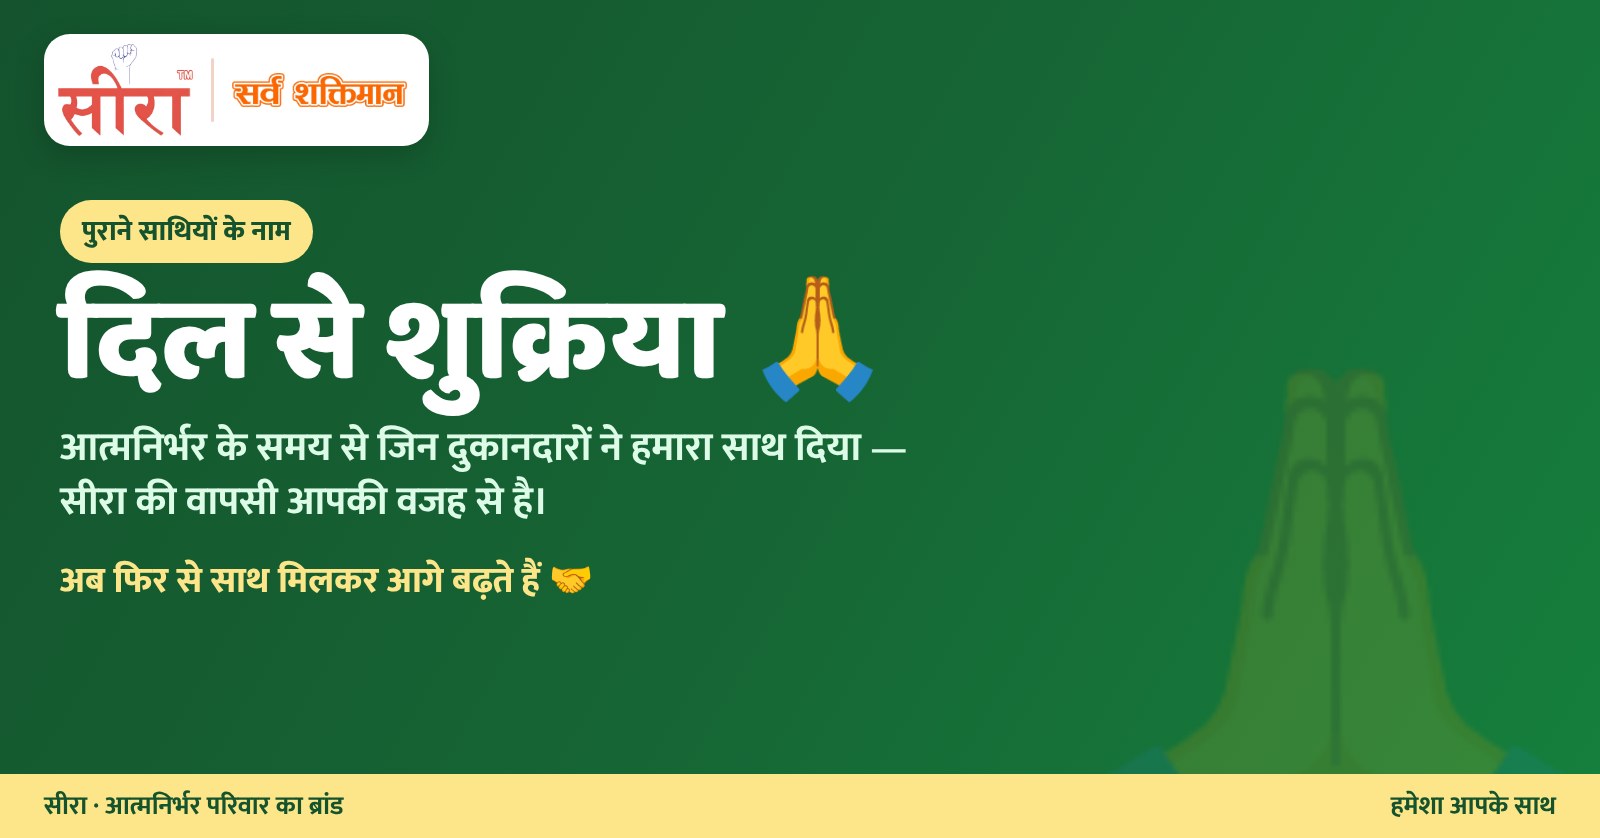 सीरा™
सर्व शक्तिमान
पुराने साथियों के नाम
दिल से शुक्रिया 🙏
आत्मनिर्भर के समय से जिन दुकानदारों ने हमारा साथ दिया —
सीरा की वापसी आपकी वजह से है।
अब फिर से साथ मिलकर आगे बढ़ते हैं 🤝
सीरा · आत्मनिर्भर परिवार का ब्रांड
हमेशा आपके साथ